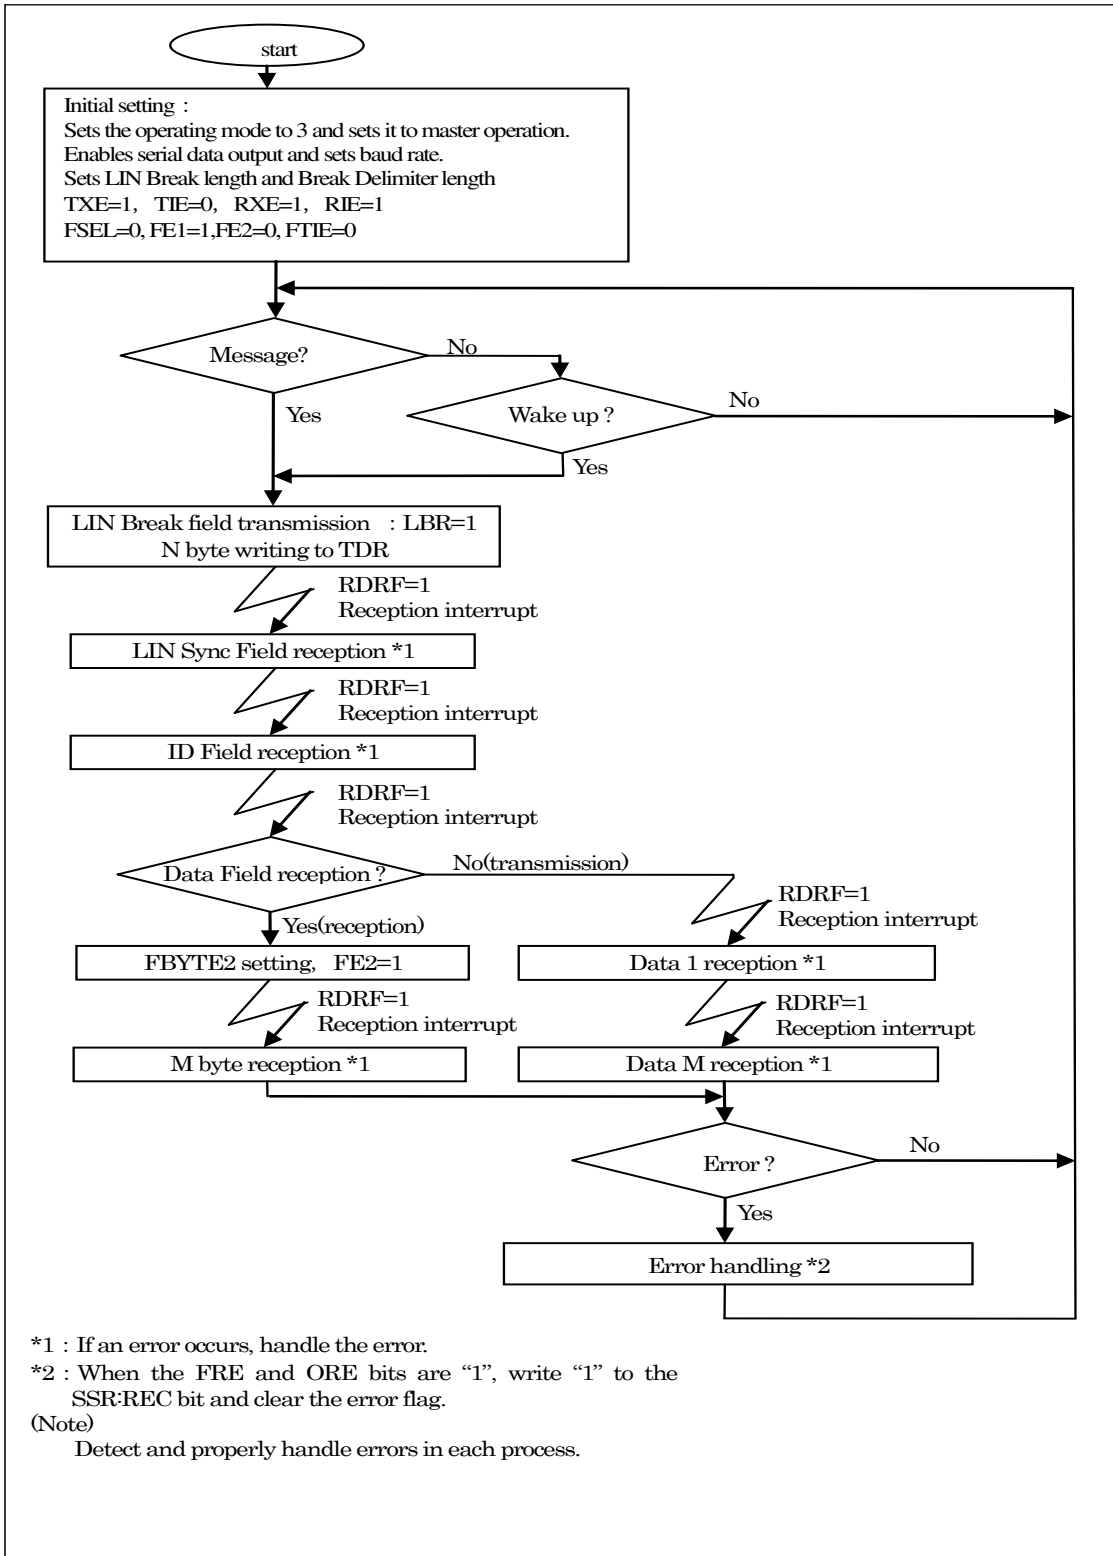 start
Initial setting :
Sets the operating mode to 3 and sets it to master operation.
Enables serial data output and sets baud rate.
Sets LIN Break length and Break Delimiter length
TXE=1, TIE=0, RXE=1, RIE=1
FSEL=0, FE1=1,FE2=0, FTIE=0
Message?
No
Wake up ?
No
Yes
Yes
LIN Break field transmission : LBR=1
N byte writing to TDR
RDRF=1
Reception interrupt
LIN Sync Field reception *1
RDRF=1
Reception interrupt
ID Field reception *1
RDRF=1
Reception interrupt
Data Field reception ?
No(transmission)
RDRF=1
Reception interrupt
Yes(reception)
FBYTE2 setting, FE2=1
Data 1 reception *1
RDRF=1
Reception interrupt
RDRF=1
Reception interrupt
M byte reception *1
Data M reception *1
Error ?
No
Yes
Error handling *2
*1 : If an error occurs, handle the error.
*2 : When the FRE and ORE bits are “1”, write “1” to the
SSR:REC bit and clear the error flag.
(Note)
Detect and properly handle errors in each process.